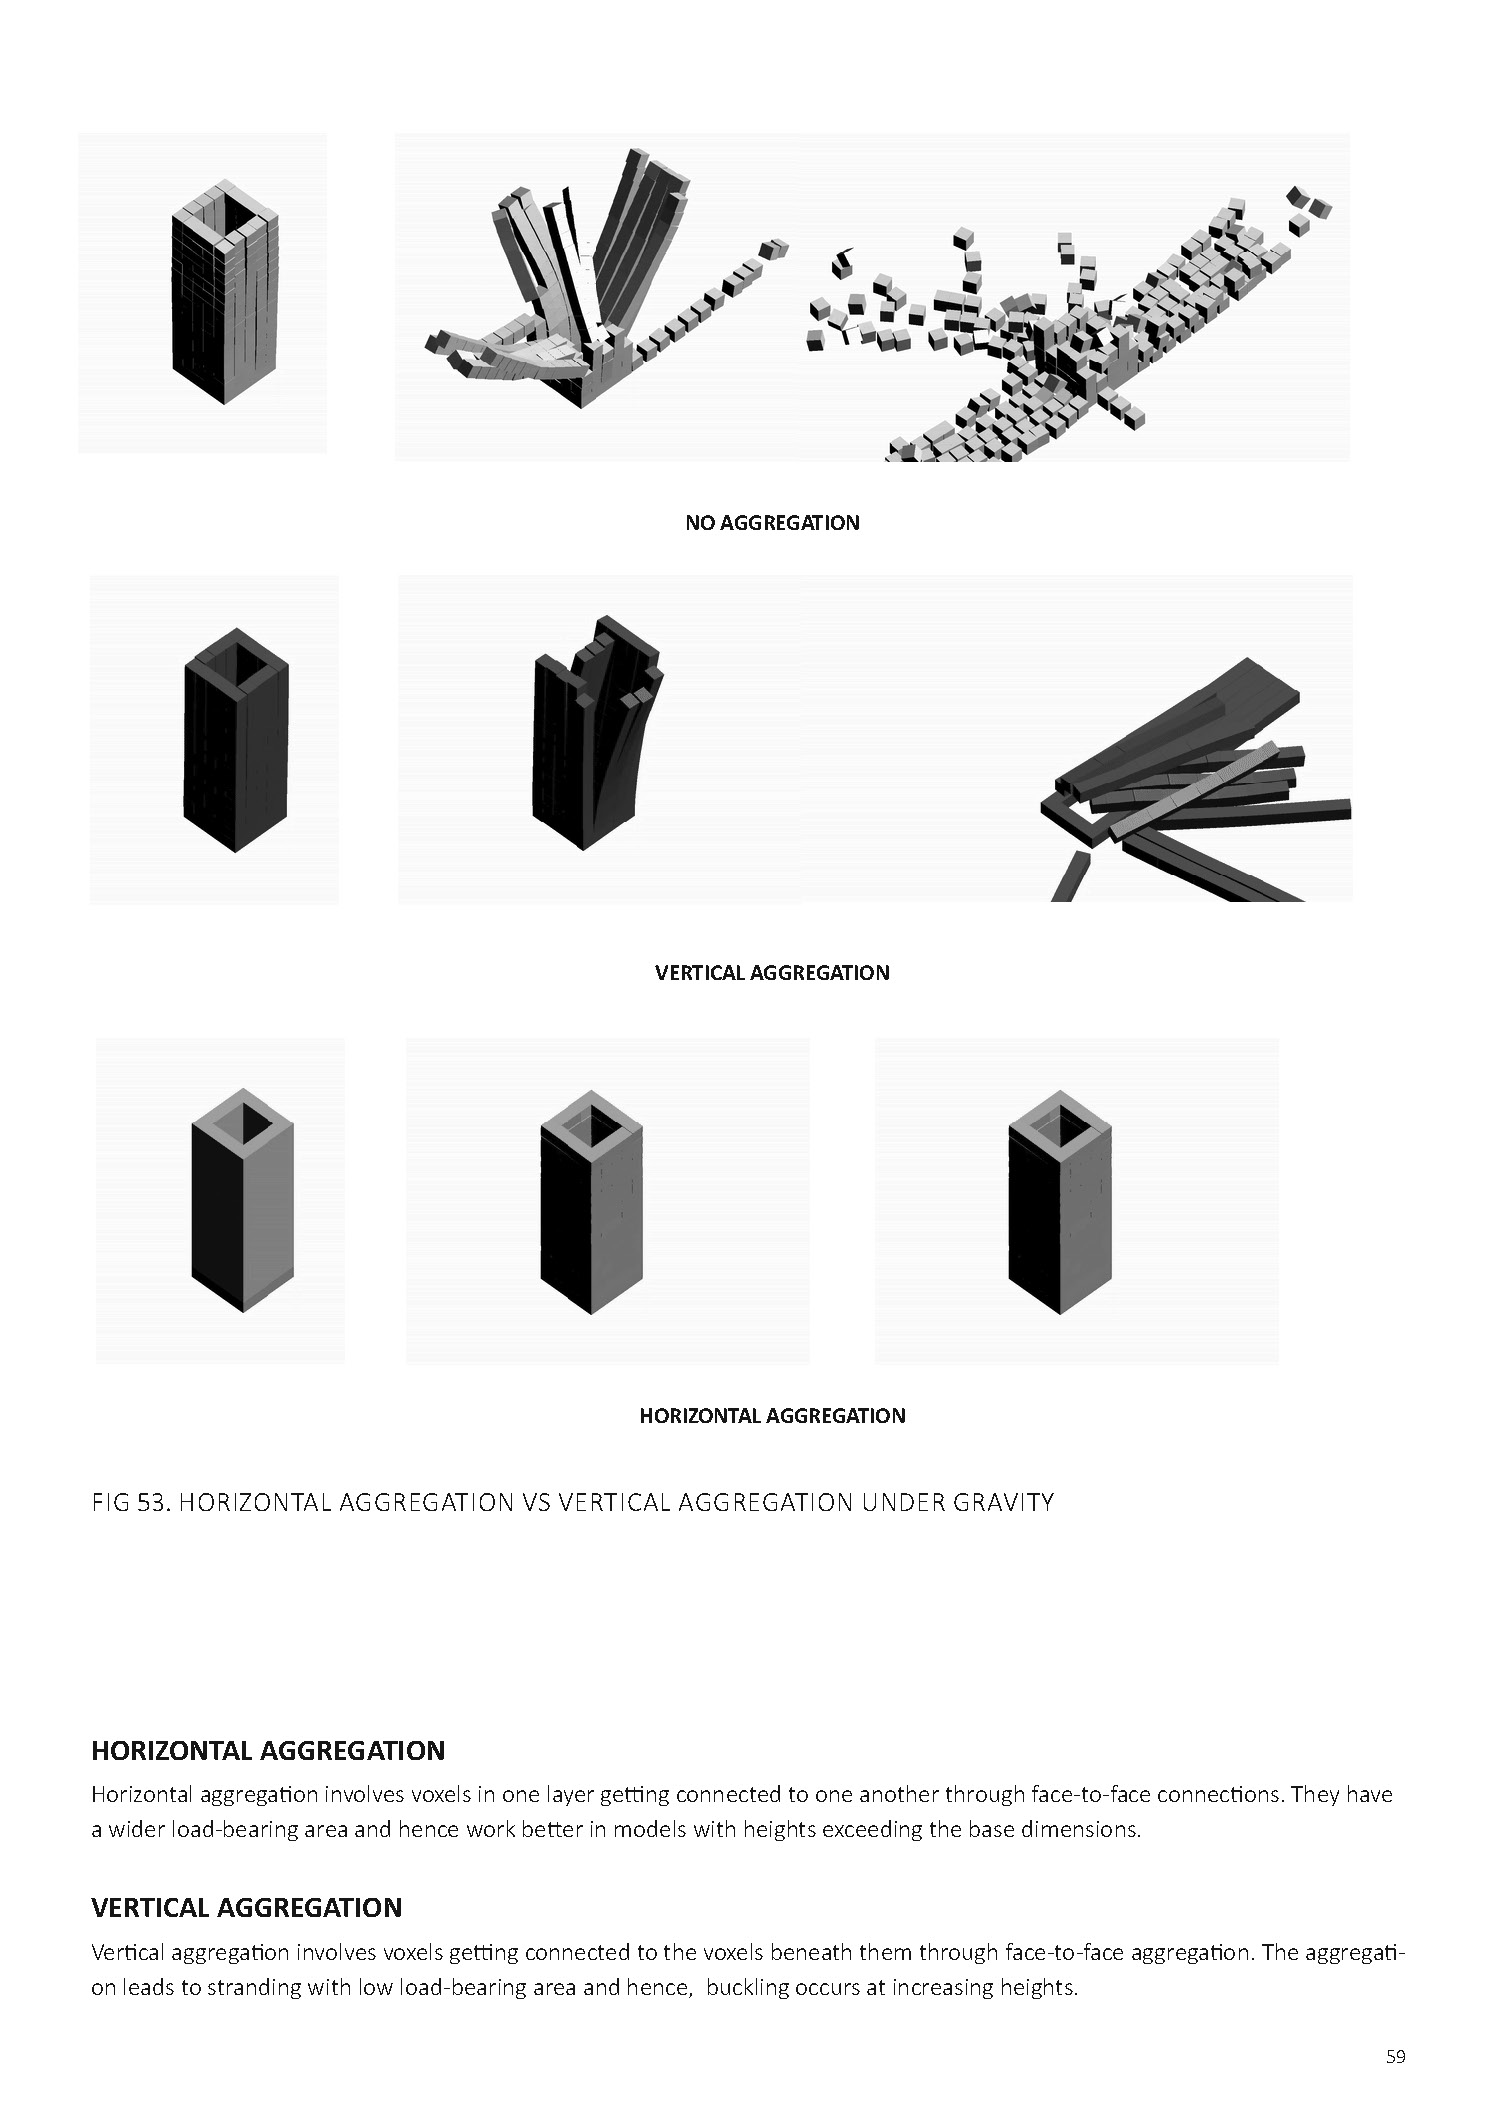 NO AGGREGATION
VERTICAL AGGREGATION
HORIZONTAL AGGREGATION
FIG 53. HORIZONTAL AGGREGATION VS VERTICAL AGGREGATION UNDER GRAVITY
HORIZONTAL AGGREGATION
Horizontal aggregation involves voxels in one layer getting connected to one another through face-to-face connections. They have
a wider load-bearing area and hence work better in models with heights exceeding the base dimensions.
VERTICAL AGGREGATION
Vertical aggregation involves voxels getting connected to the voxels beneath them through face-to-face aggregation. The aggregati-
on leads to stranding with low load-bearing area and hence,  buckling occurs at increasing heights.
59